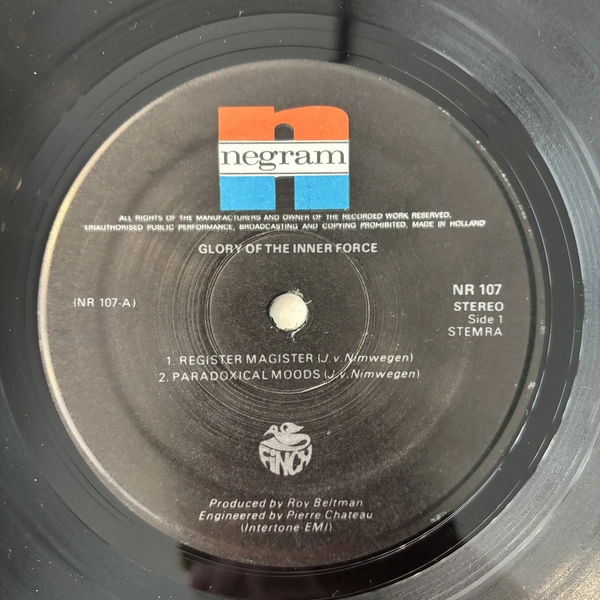 negram
ALL RIGHTS OF THE MANUFACTURERS AND OWNER OF THE RECORDED WORK RESERVED.
UNAUTHORISED PUBLIC PERFORMANCE, BROADCASTING AND COPYING PROHIBITED. MADE IN HOLLAND
GLORY OF THE INNER FORCE
(NR 107-A)
NR 107
STEREO
Side 1
STEMRA
1. REGISTER MAGISTER (J.v.Nimwegen)
2. PARADOXICAL MOODS (J.v.Nimwegen)
FiNCH
Produced by Roy Beltman
Engineered by Pierre Chateau
(Intertone-EMI)